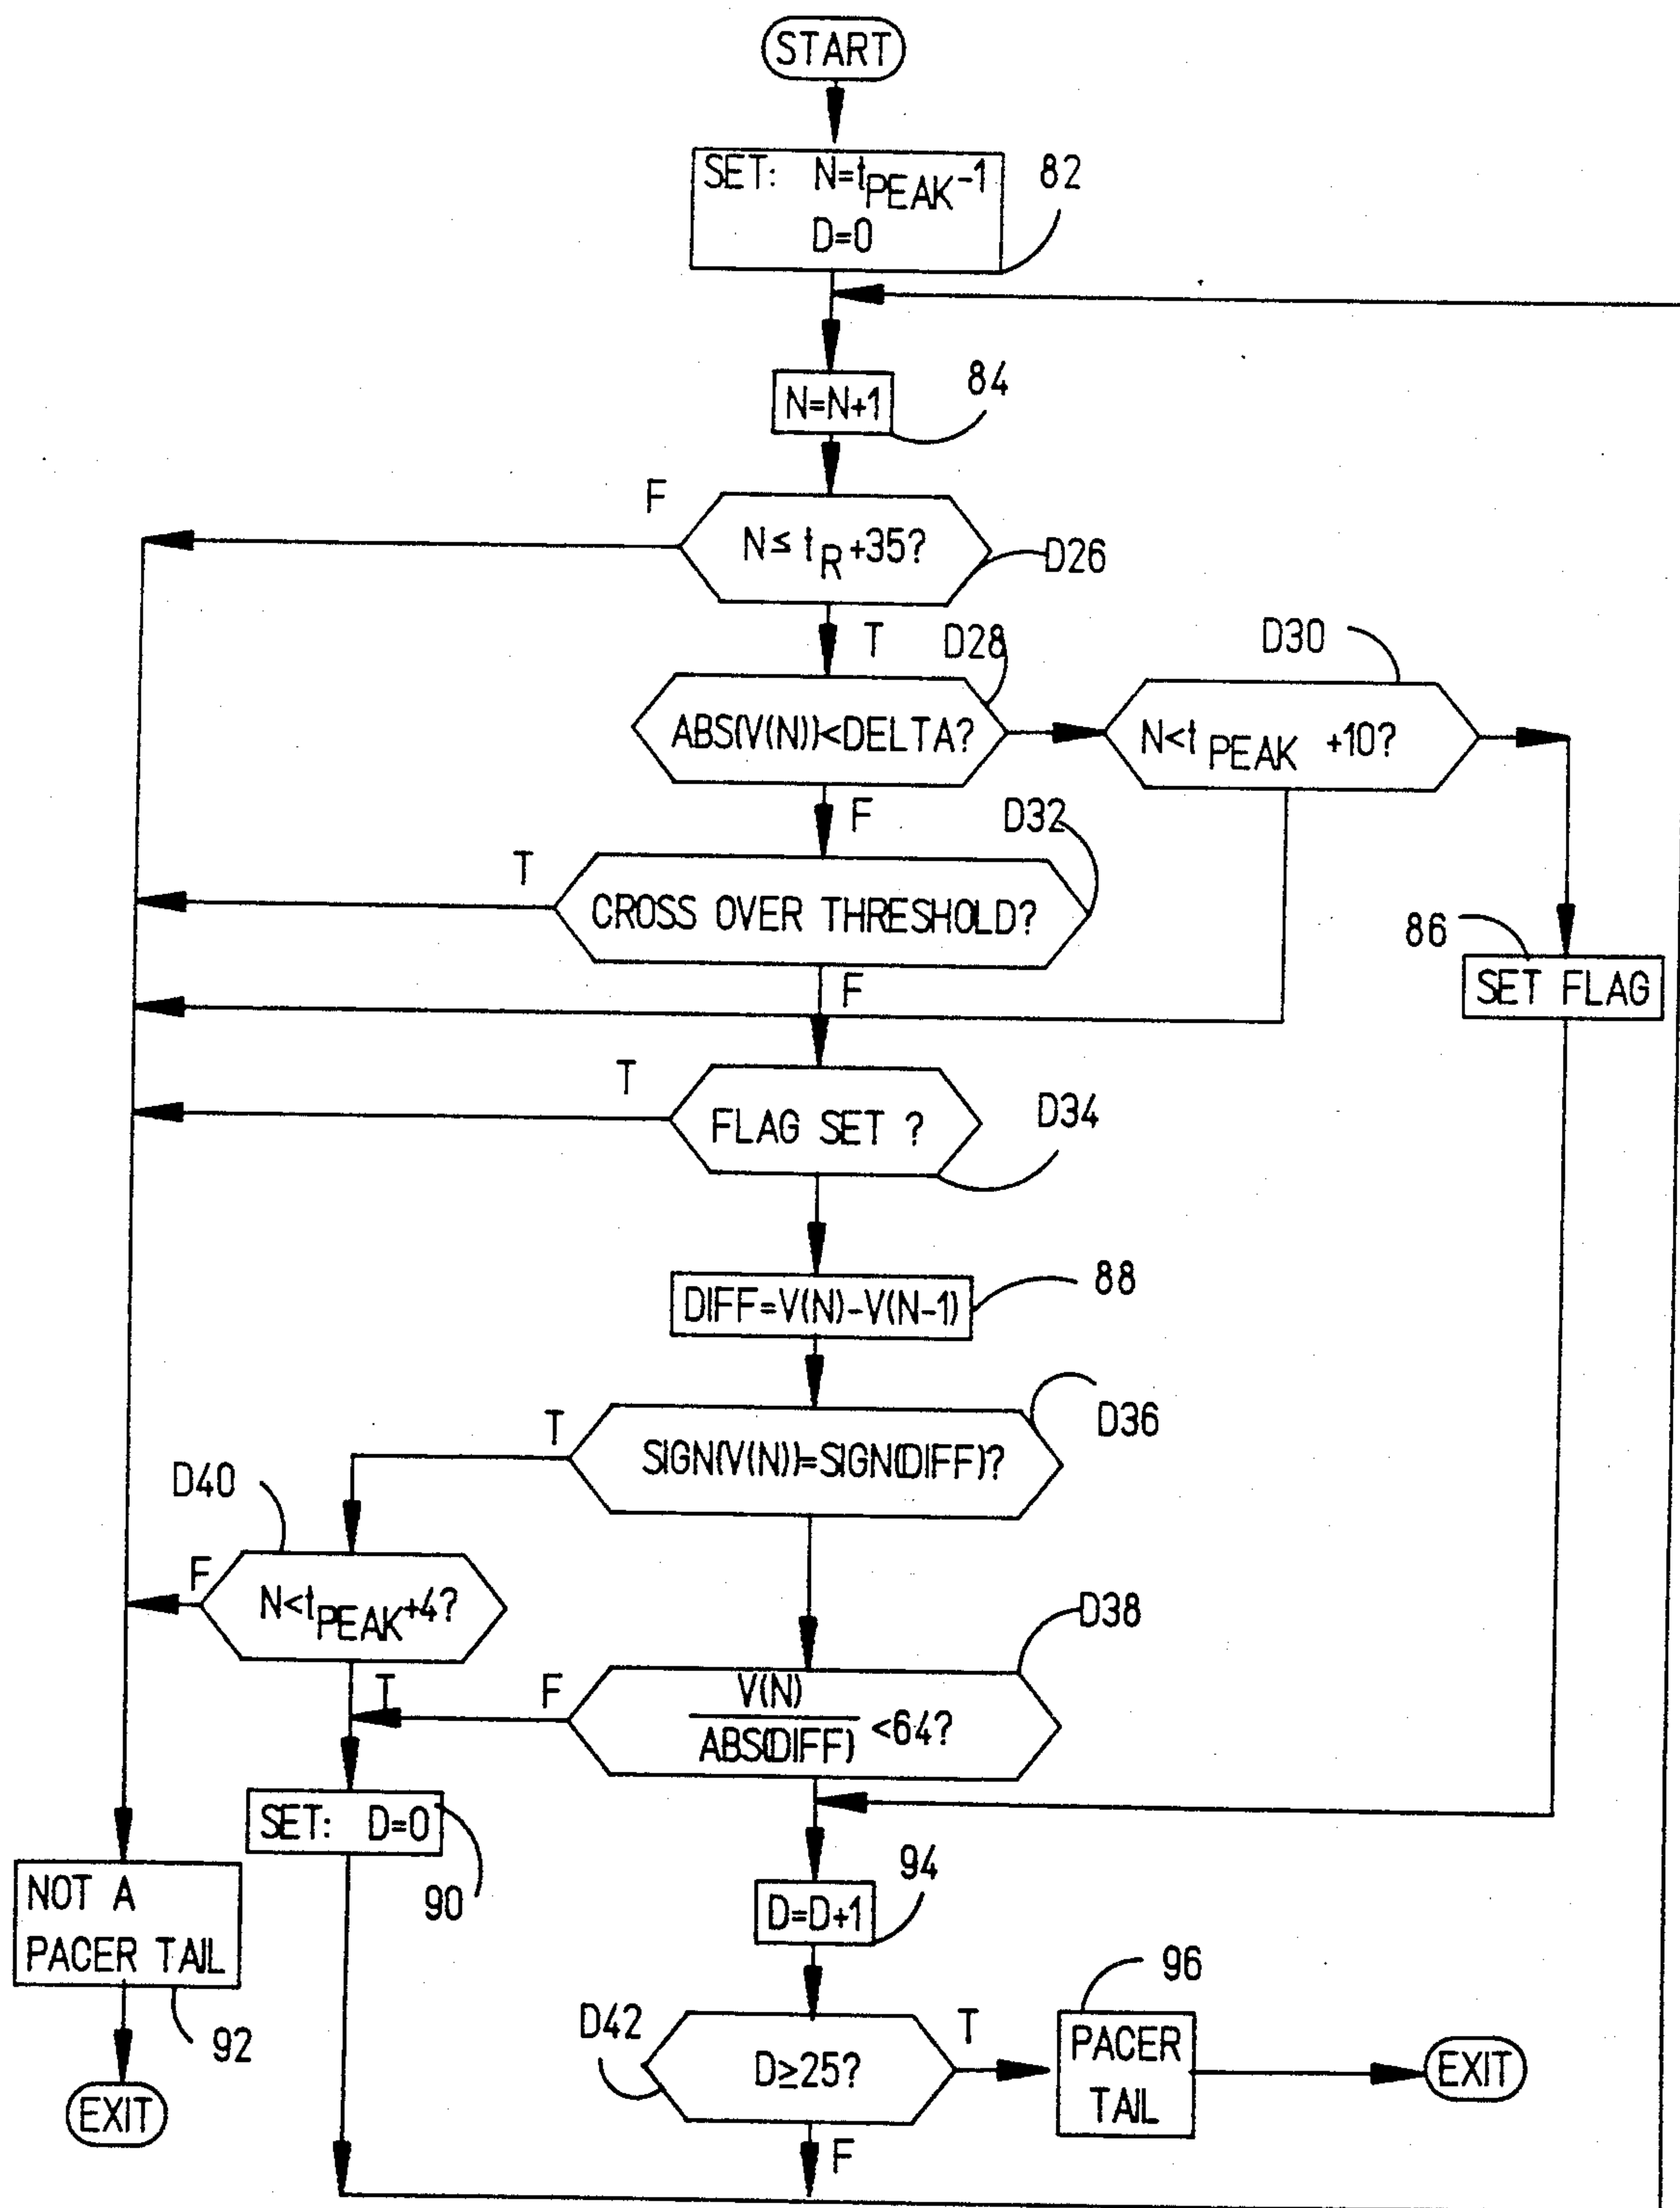 START
SET: N=tPEAK-1
D=0
82
N=N+1
84
F
N≤ tR+35?
D26
T
D28
D30
ABS(V(N))<DELTA?
N<tPEAK +10?
F
D32
T
CROSS OVER THRESHOLD?
86
F
SET FLAG
T
FLAG SET ?
D34
DIFF=V(N)-V(N-1)
88
T
SIGN(V(N))=SIGN(DIFF)?
D36
D40
F
N<tPEAK+4?
D38
T
F
V(N)
ABS(DIFF) <64?
SET: D=0
90
94
D=D+1
NOT A
PACER TAIL
92
96
D42
D≥25?
T
PACER
TAIL
EXIT
EXIT
F